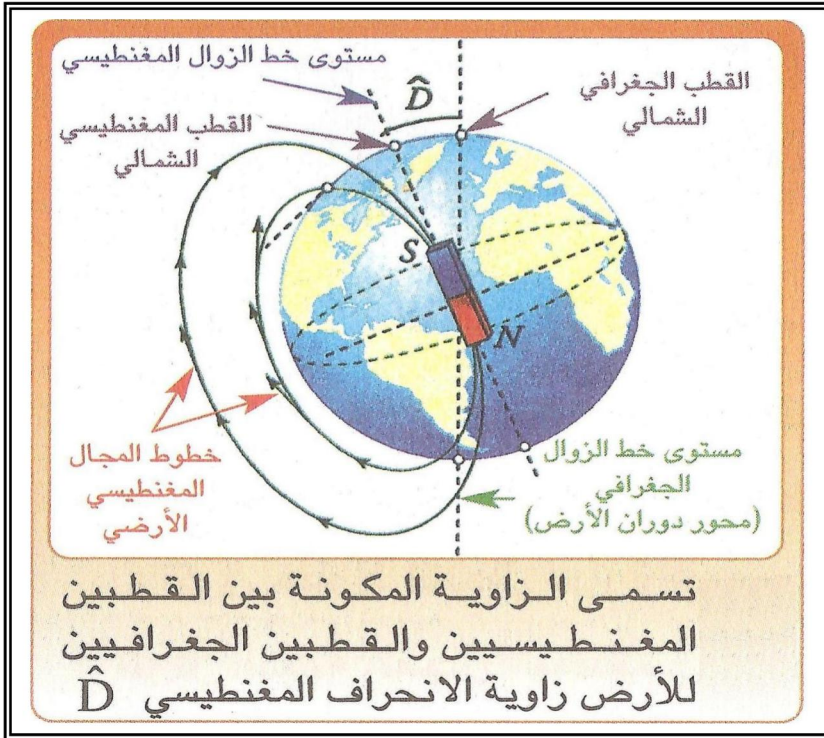 مستوى خط الزوال المغنطيسي
D̂
القطب الجغرافي
الشمالي
القطب المغنطيسي
الشمالي
S
N
خطوط المجال
المغنطيسي
الأرضي
مستوى خط الزوال
الجغرافي
(محور دوران الأرض)
تسمى الزاوية المكونة بين القطبين
المغنطيسيين والقطبين الجغرافيين
للأرض زاوية الانحراف المغنطيسي D̂